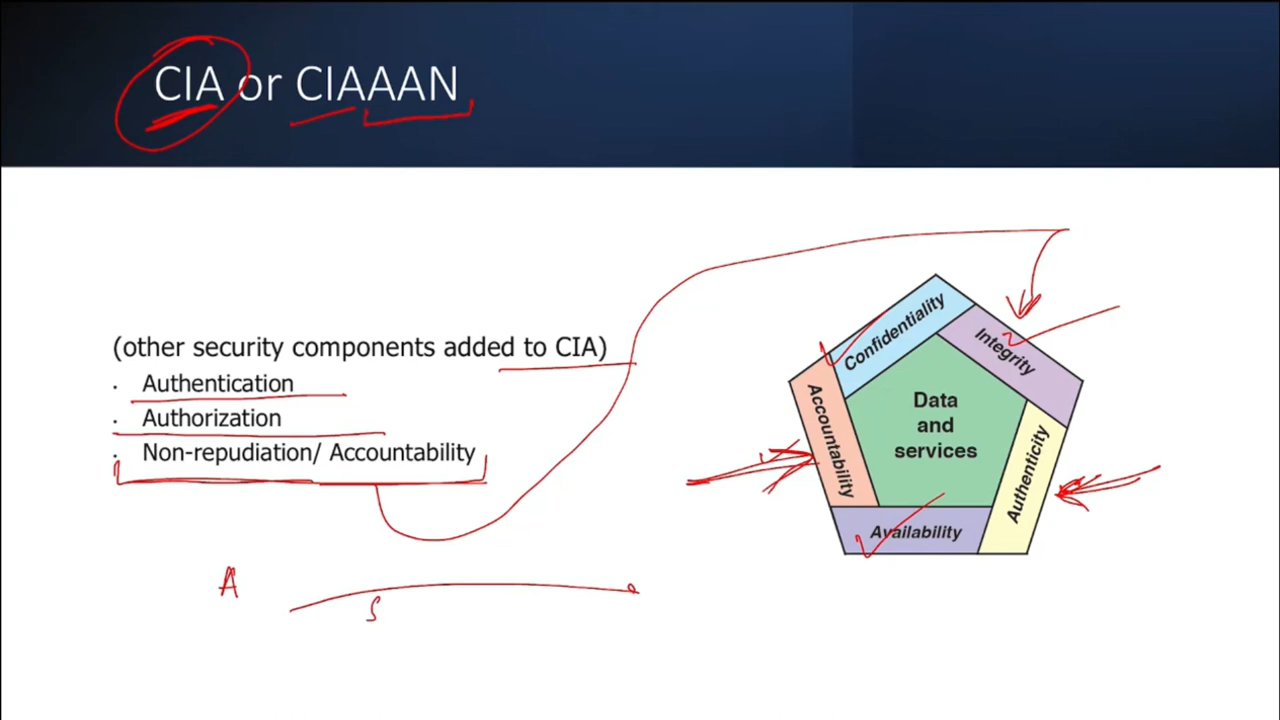 CIA or CIAAAN
(other security components added to CIA)
· Authentication
· Authorization
· Non-repudiation/ Accountability
Confidentiality
Integrity
Accountability
Data
and
services
Authenticity
Availability
A
S